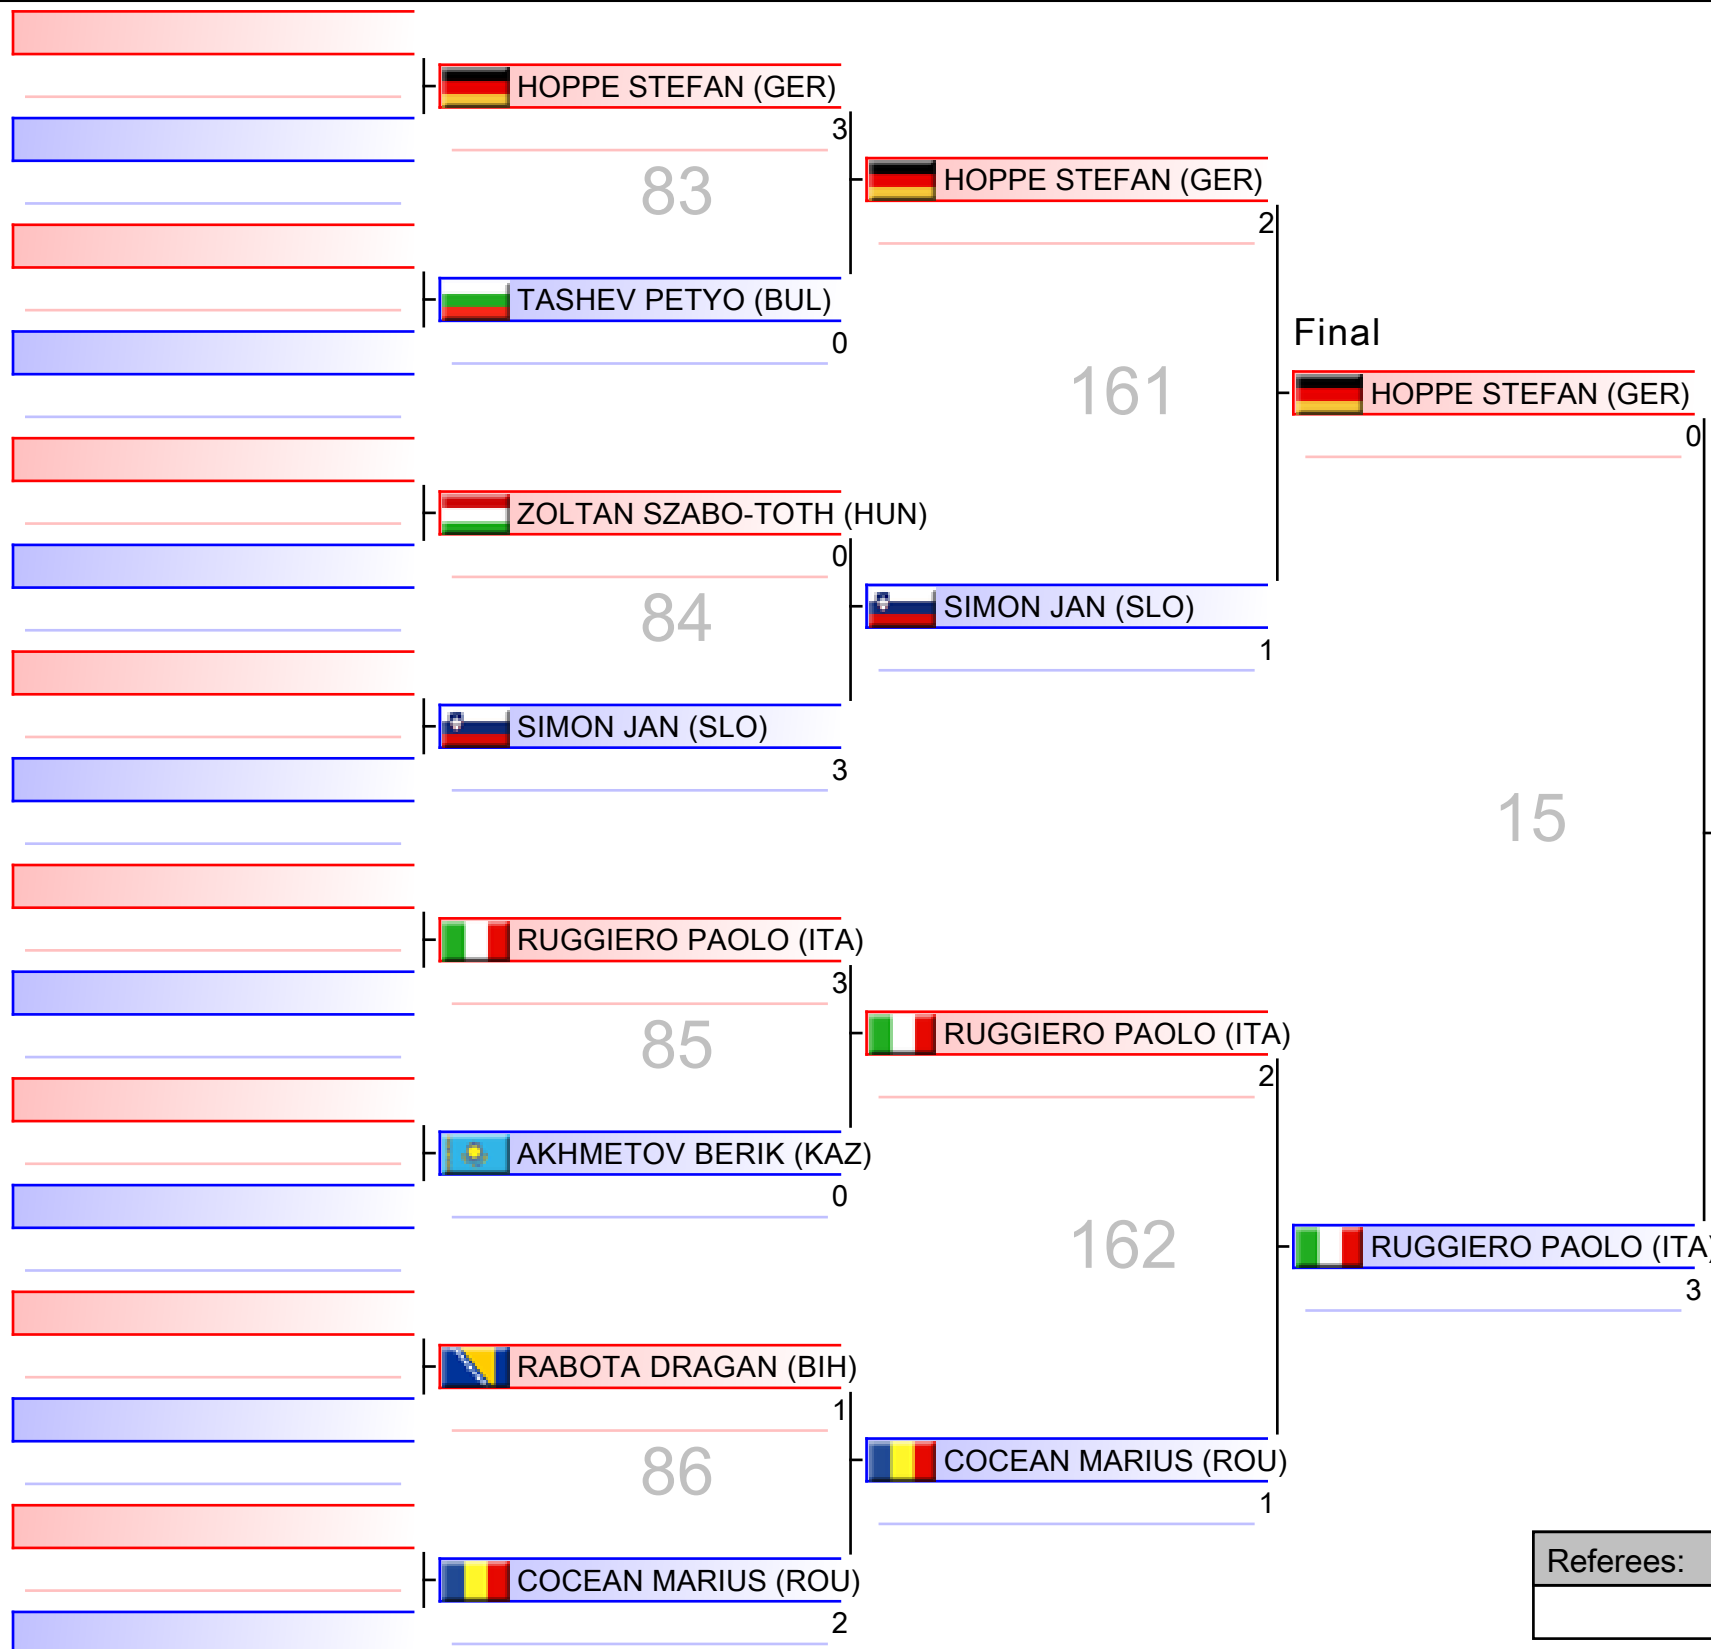 HOPPE STEFAN (GER)
3
83
TASHEV PETYO (BUL)
0
ZOLTAN SZABO-TOTH (HUN)
0
84
SIMON JAN (SLO)
3
RUGGIERO PAOLO (ITA)
3
85
AKHMETOV BERIK (KAZ)
0
RABOTA DRAGAN (BIH)
1
86
COCEAN MARIUS (ROU)
2
HOPPE STEFAN (GER)
2
161
SIMON JAN (SLO)
1
RUGGIERO PAOLO (ITA)
2
162
COCEAN MARIUS (ROU)
1
Final
HOPPE STEFAN (GER)
0
15
RUGGIERO PAOLO (ITA)
3
Referees: